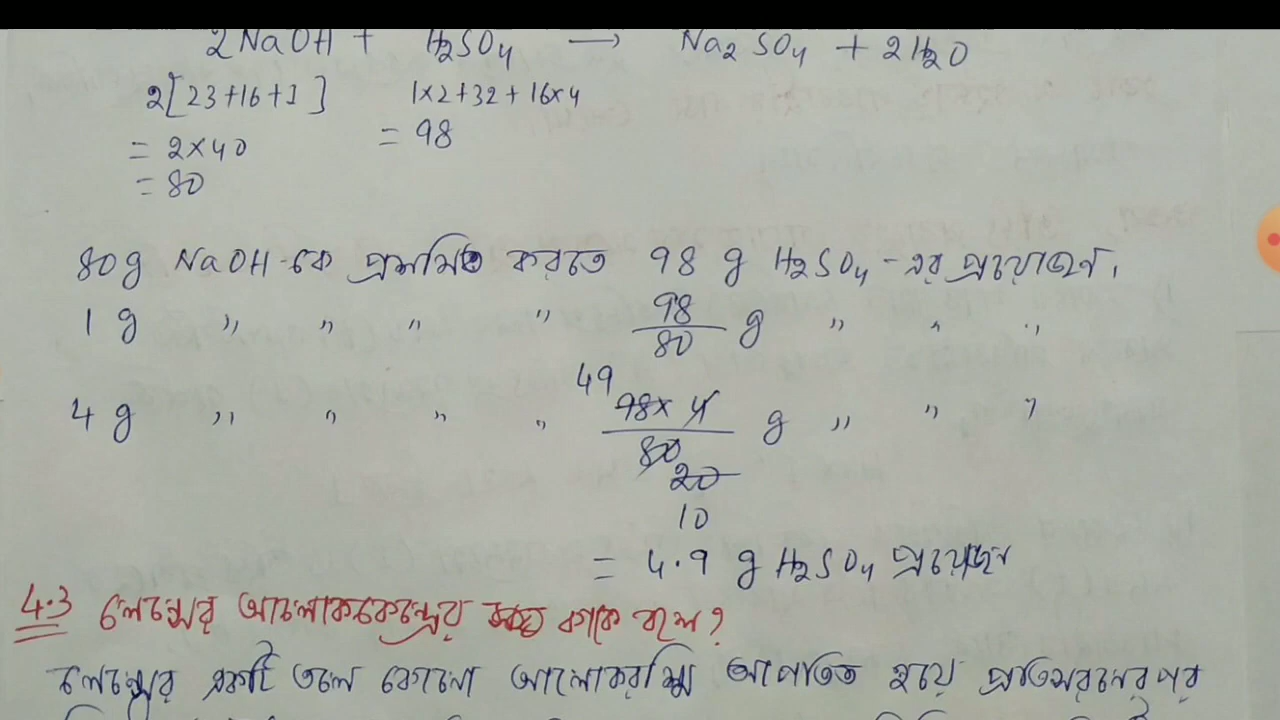 2NaOH + H₂SO₄ → Na₂SO₄ + 2H₂O
2[23+16+1] 1×2+32+16×4
= 2×40 = 98
= 80
80g NaOH-কে প্রশমিত করতে 98 g H₂SO₄-এর প্রয়োজন।
1 g ,, ,, ,, ,, 98/80 g ,, ,, ,,
49
4 g ,, ,, ,, ,, 98×4/80 g ,, ,, ,,
20
10
= 4.9 g H₂SO₄ প্রয়োজন
4.3 লেন্সের আলোককেন্দ্রের কাকে বলে?
লেন্সের একটি তলে কোনো আলোকরশ্মি আপতিত হয়ে প্রতিসরনের পর